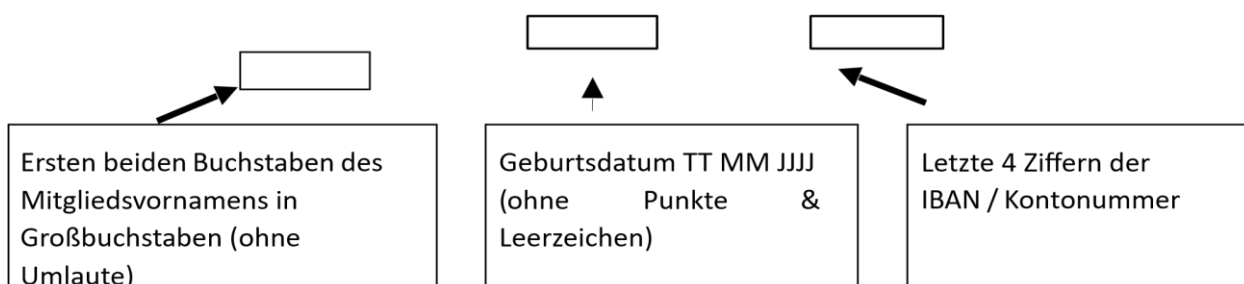 Ersten beiden Buchstaben des
Mitgliedsvornamens in
Großbuchstaben (ohne
Umlaute)
Geburtsdatum TT MM JJJJ
(ohne Punkte &
Leerzeichen)
Letzte 4 Ziffern der
IBAN / Kontonummer